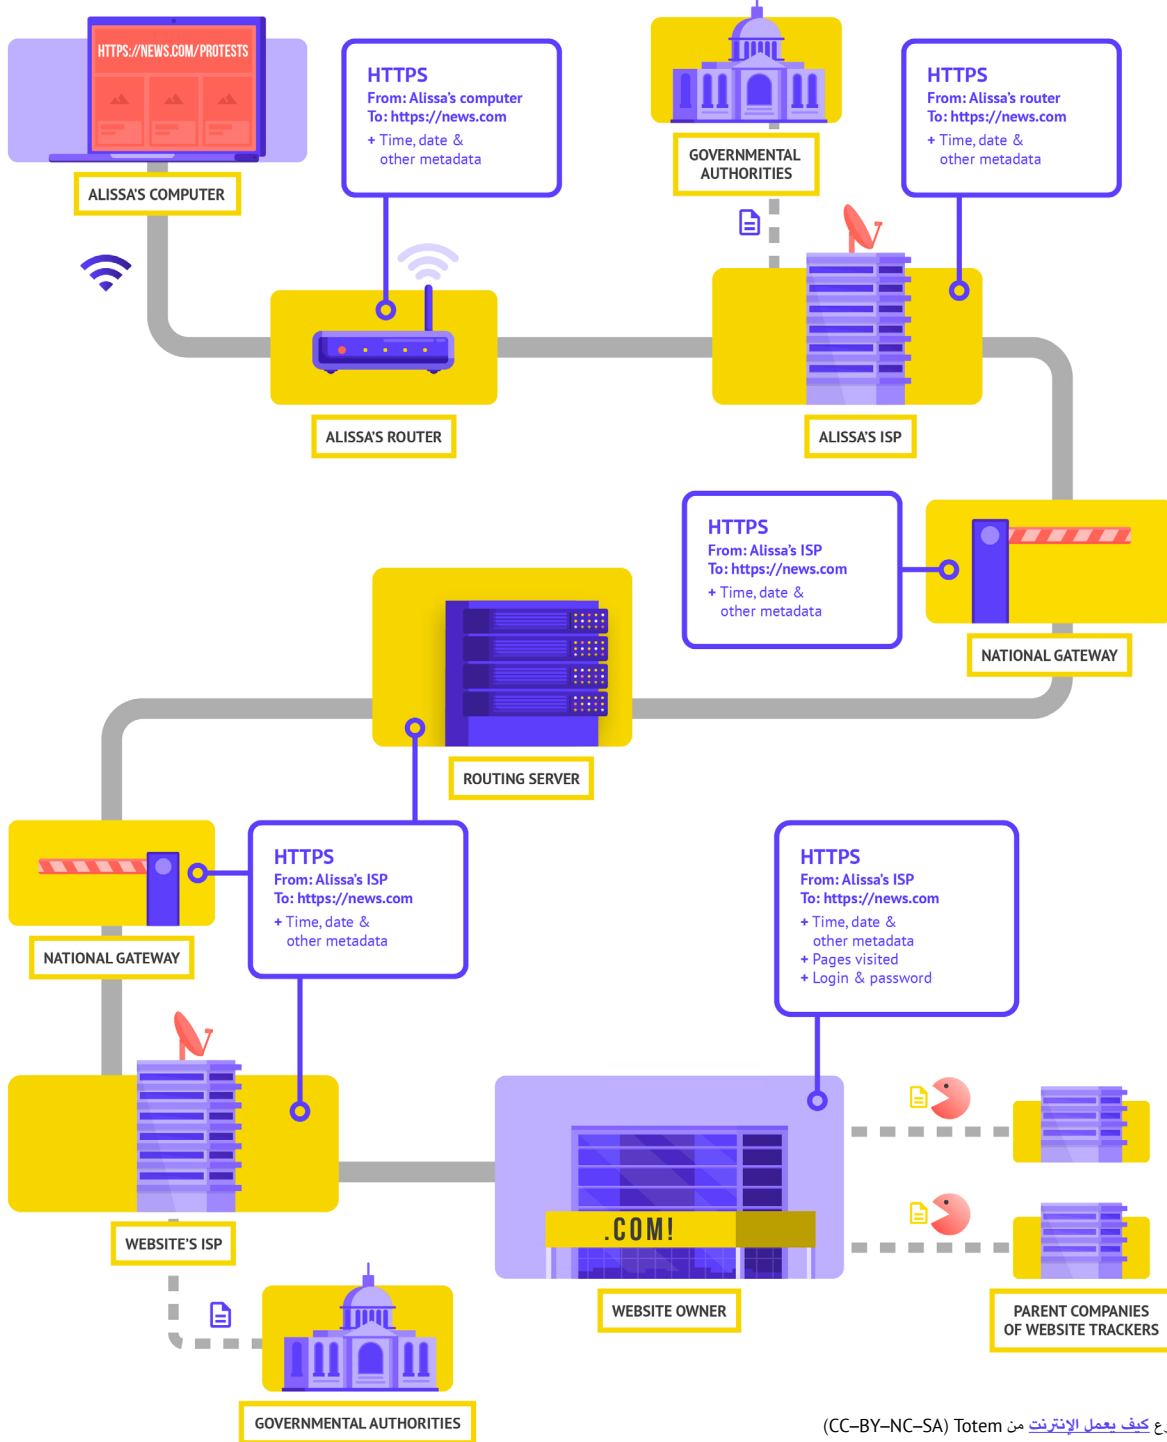 HTTPS://NEWS.COM/PROTESTS
ALISSA'S COMPUTER
HTTPS
From: Alissa's computer
To: https://news.com
+ Time, date &
other metadata
GOVERNMENTAL
AUTHORITIES
HTTPS
From: Alissa's router
To: https://news.com
+ Time, date &
other metadata
ALISSA'S ROUTER
ALISSA'S ISP
HTTPS
From: Alissa's ISP
To: https://news.com
+ Time, date &
other metadata
NATIONAL GATEWAY
ROUTING SERVER
HTTPS
From: Alissa's ISP
To: https://news.com
+ Time, date &
other metadata
NATIONAL GATEWAY
HTTPS
From: Alissa's ISP
To: https://news.com
+ Time, date &
other metadata
+ Pages visited
+ Login & password
WEBSITE'S ISP
.COM!
WEBSITE OWNER
PARENT COMPANIES
OF WEBSITE TRACKERS
GOVERNMENTAL AUTHORITIES
كيف يعمل الإنترنت من Totem (CC–BY–NC–SA)